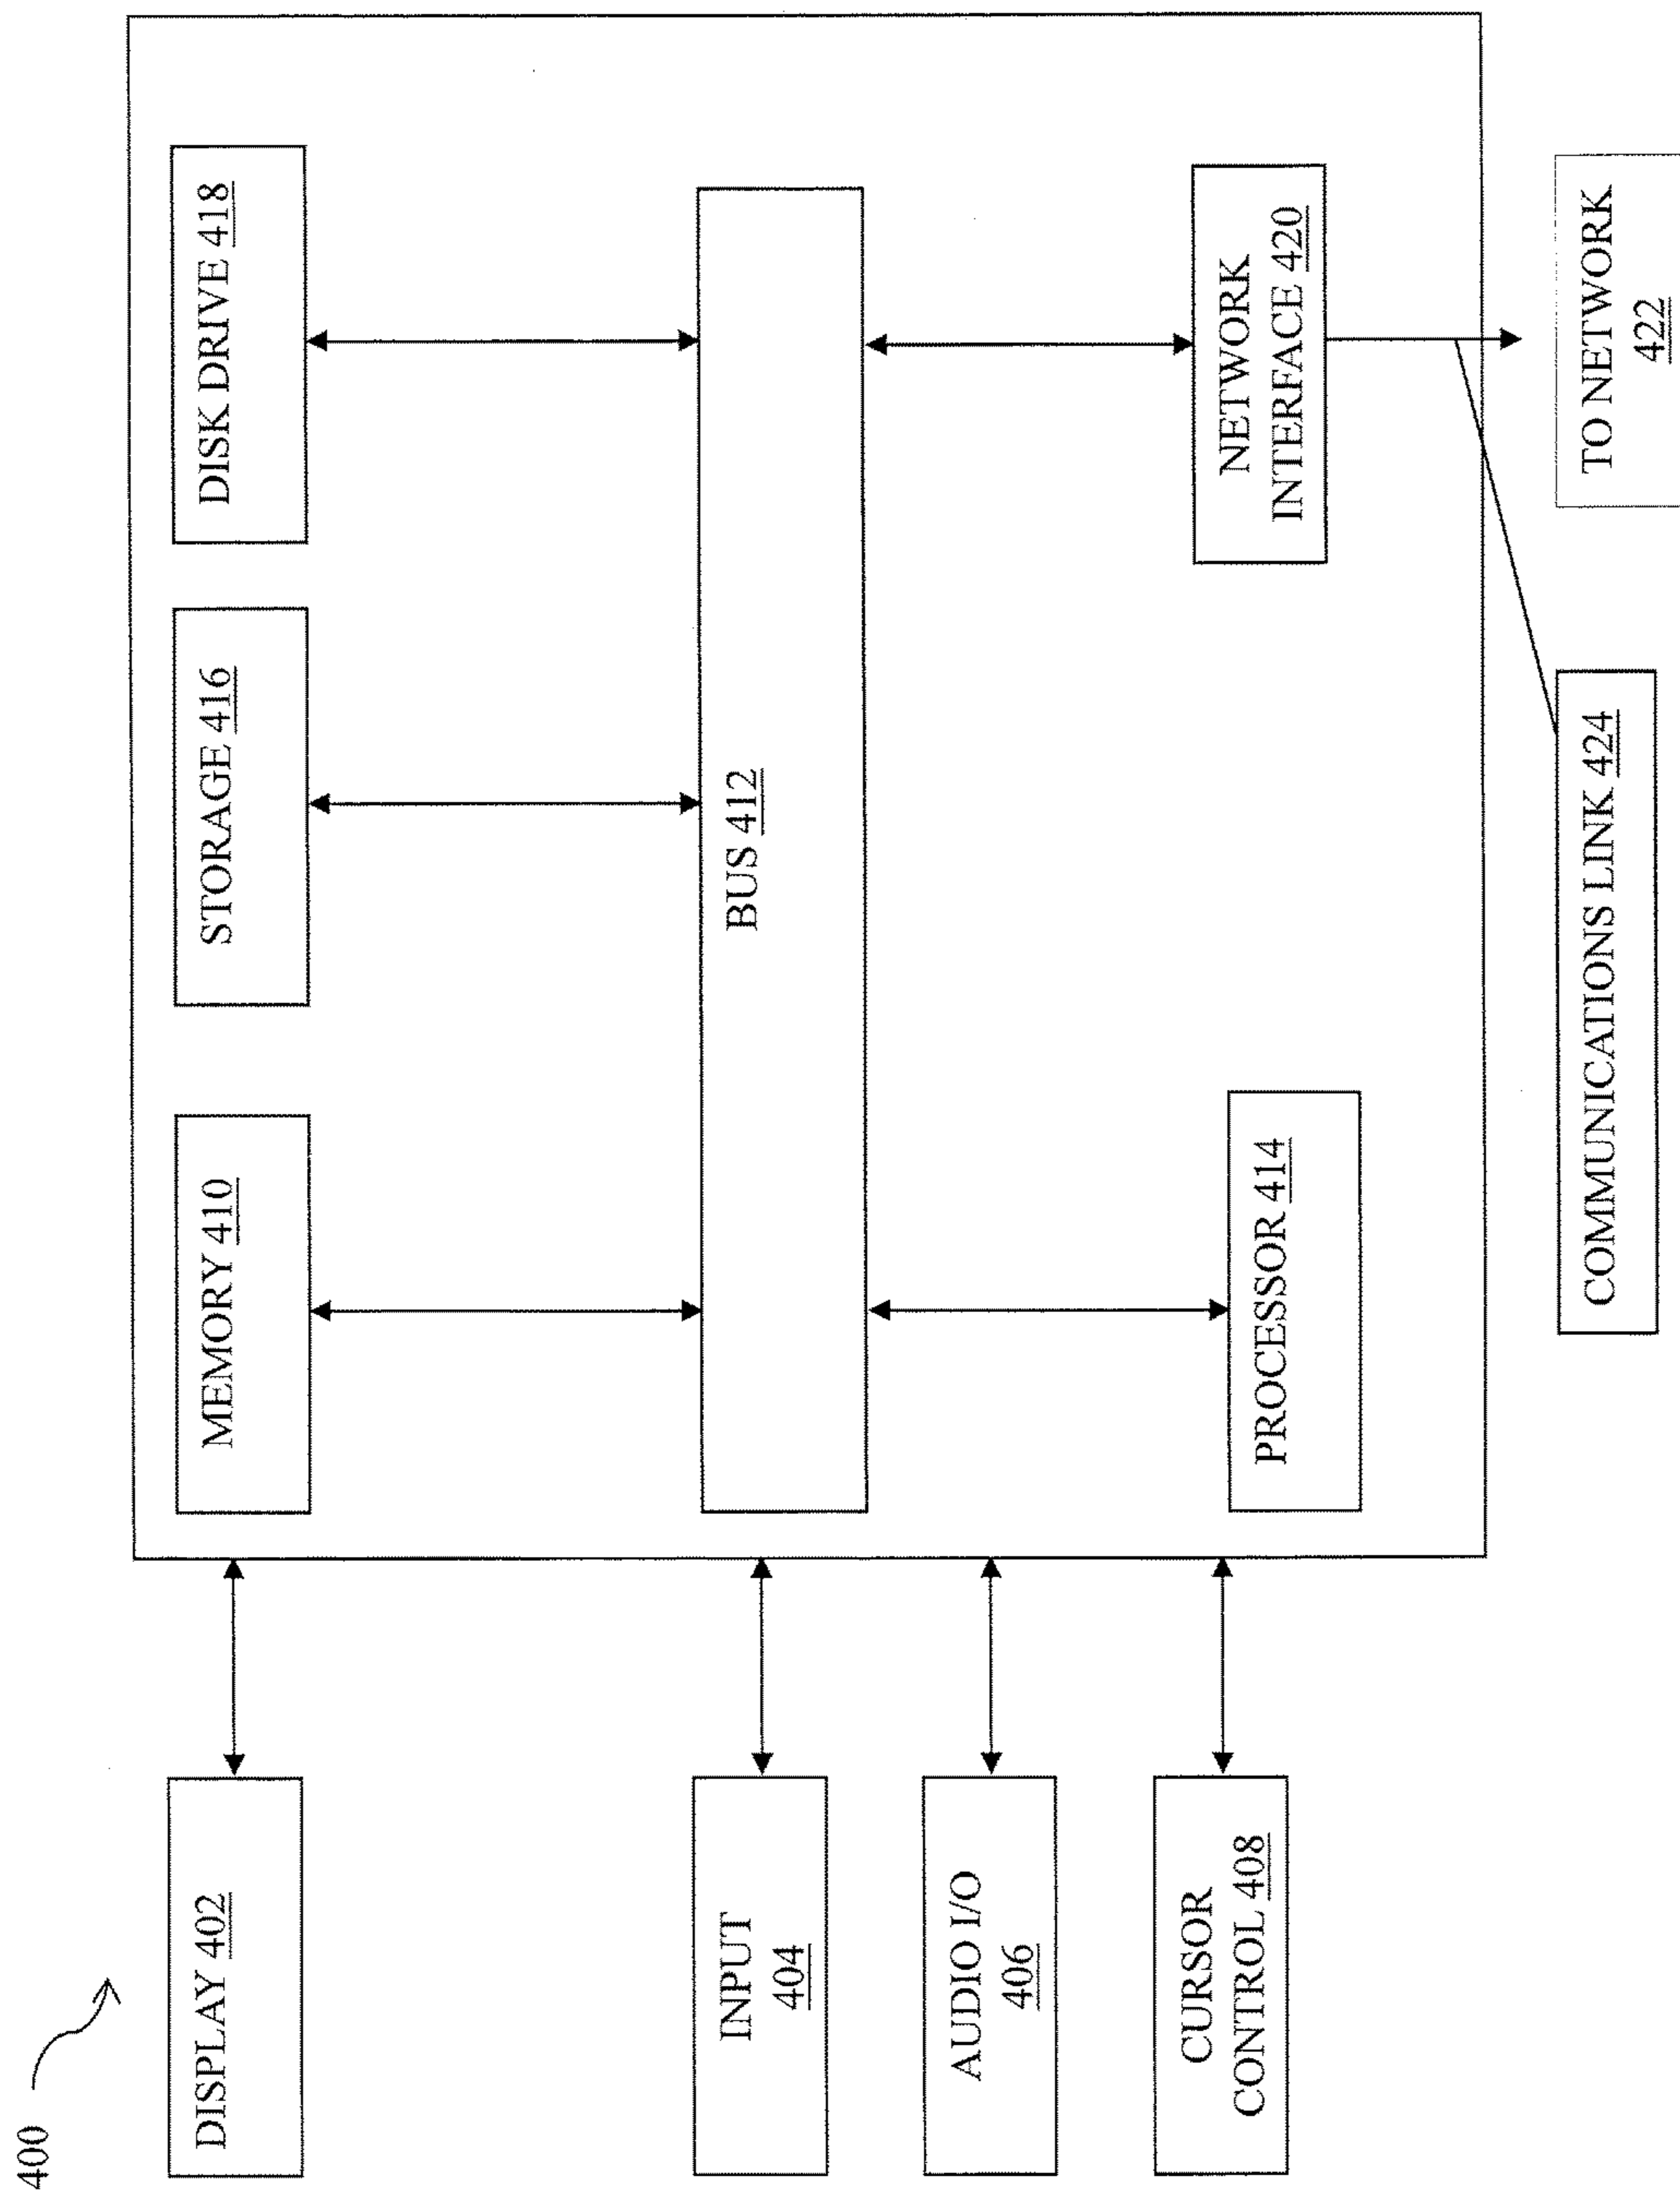 400
DISPLAY 402
MEMORY 410
STORAGE 416
DISK DRIVE 418
INPUT
404
BUS 412
AUDIO I/O
406
CURSOR
CONTROL 408
PROCESSOR 414
NETWORK
INTERFACE 420
COMMUNICATIONS LINK 424
TO NETWORK
422